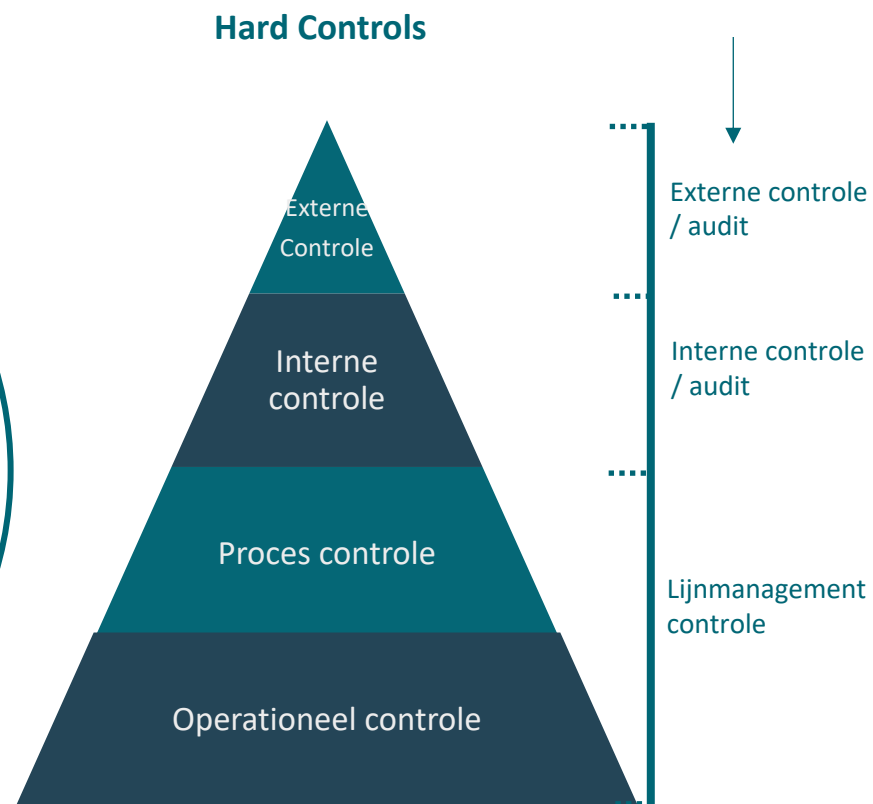 Hard Controls
Externe
Controle
Externe controle
/ audit
Interne
controle
Interne controle
/ audit
Proces controle
Lijnmanagement
controle
Operationeel controle